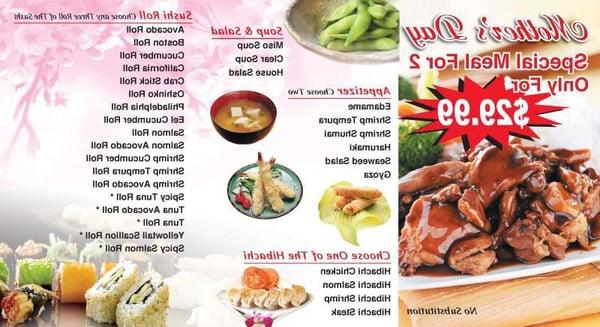 Mother's Day
Special Meal For 2
Only For
$29.99
No Substitution
Soup & Salad
Miso Soup
Clear Soup
House Salad
Appetizer Choose Two
Edamame
Shrimp Tempura
Shrimp Shumai
Harumaki
Seaweed Salad
Gyoza
Choose One of The Hibachi
Hibachi Chicken
Hibachi Salmon
Hibachi Shrimp
Hibachi Steak
Sushi Roll Choose any Three Roll of The Sushi
Avocado Roll
Boston Roll
Cucumber Roll
California Roll
Crab Stick Roll
Oshinko Roll
Philadelphia Roll
Eel Cucumber Roll
Salmon Roll
Salmon Avocado Roll
Shrimp Cucumber Roll
Shrimp Tempura Roll
Shrimp Avocado Roll
Spicy Tuna Roll *
Tuna Avocado Roll *
Tuna Roll *
Yellowtail Scallion Roll *
Spicy Salmon Roll *